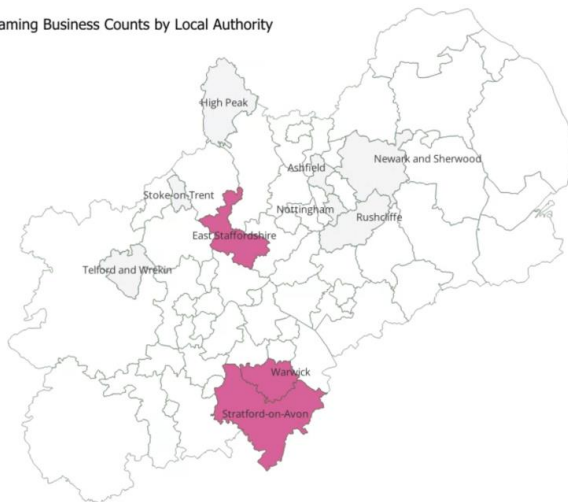 aming Business Counts by Local Authority
High Peak
Ashfield
Newark and Sherwood
Stoke-on-Trent
Nottingham
Rushcliffe
East Staffordshire
Telford and Wrekin
Warwick
Stratford-on-Avon